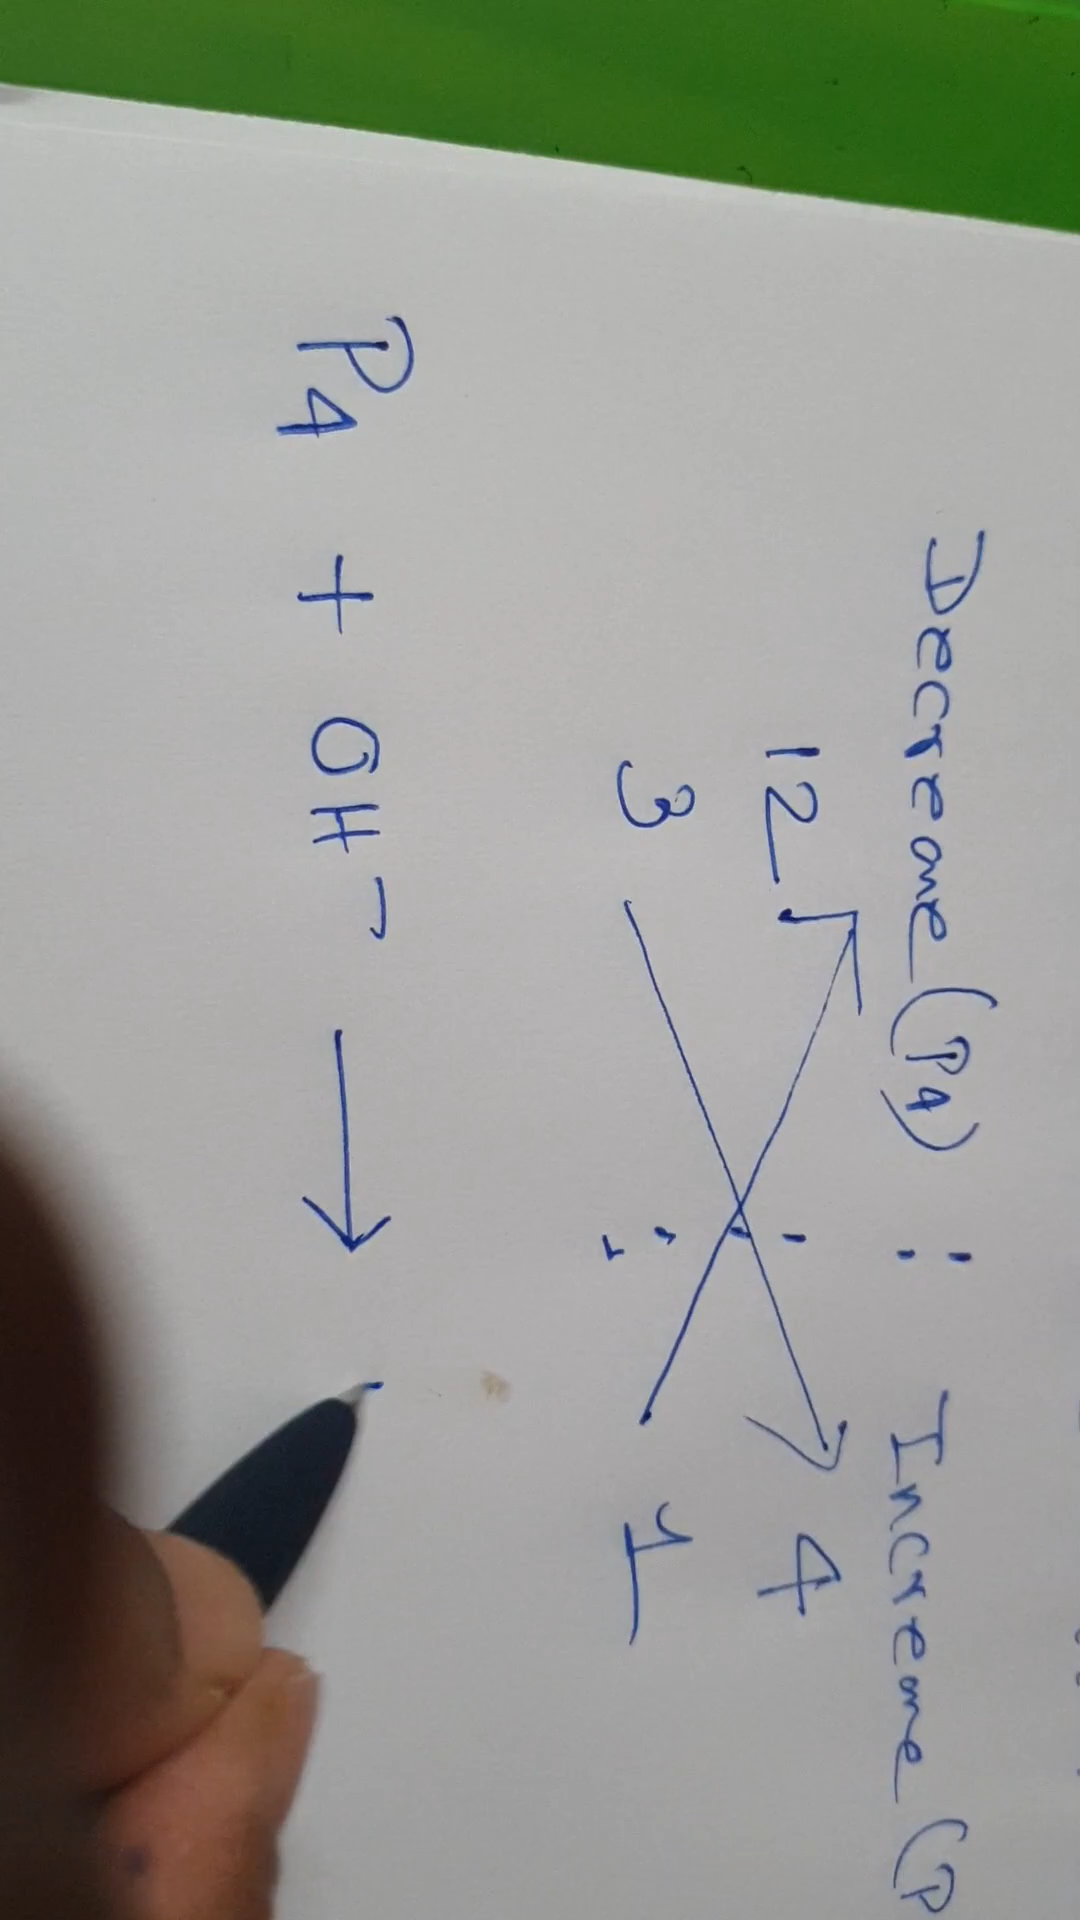 Decrease (P4) : Increase (P
12 : 4
3 : 1
P4 + OH⁻ →